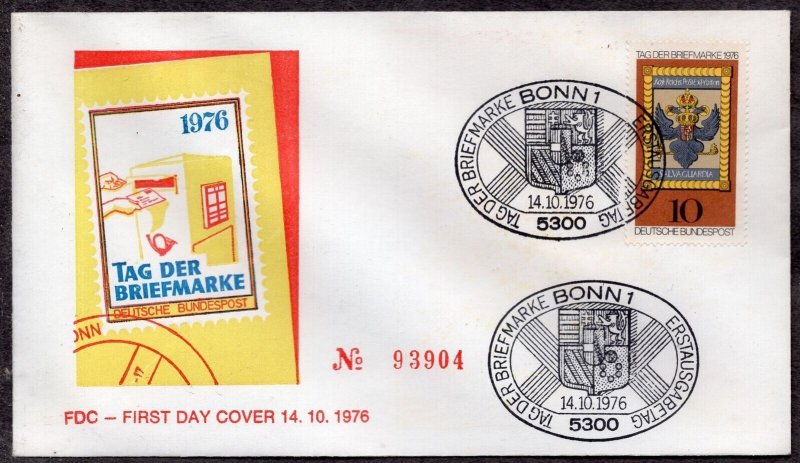 1976
TAG DER
BRIEFMARKE
DEUTSCHE BUNDESPOST
ONN
-17
FDC – FIRST DAY COVER 14. 10. 1976
№ 93904
TAG DER BRIEFMARKE BONN 1 ERSTAUSGABETAG
14.10.1976
5300
TAG DER BRIEFMARKE 1976
SALVA GUARDIA
10
DEUTSCHE BUNDESPOST
TAG DER BRIEFMARKE BONN 1 ERSTAUSGABETAG
14.10.1976
5300